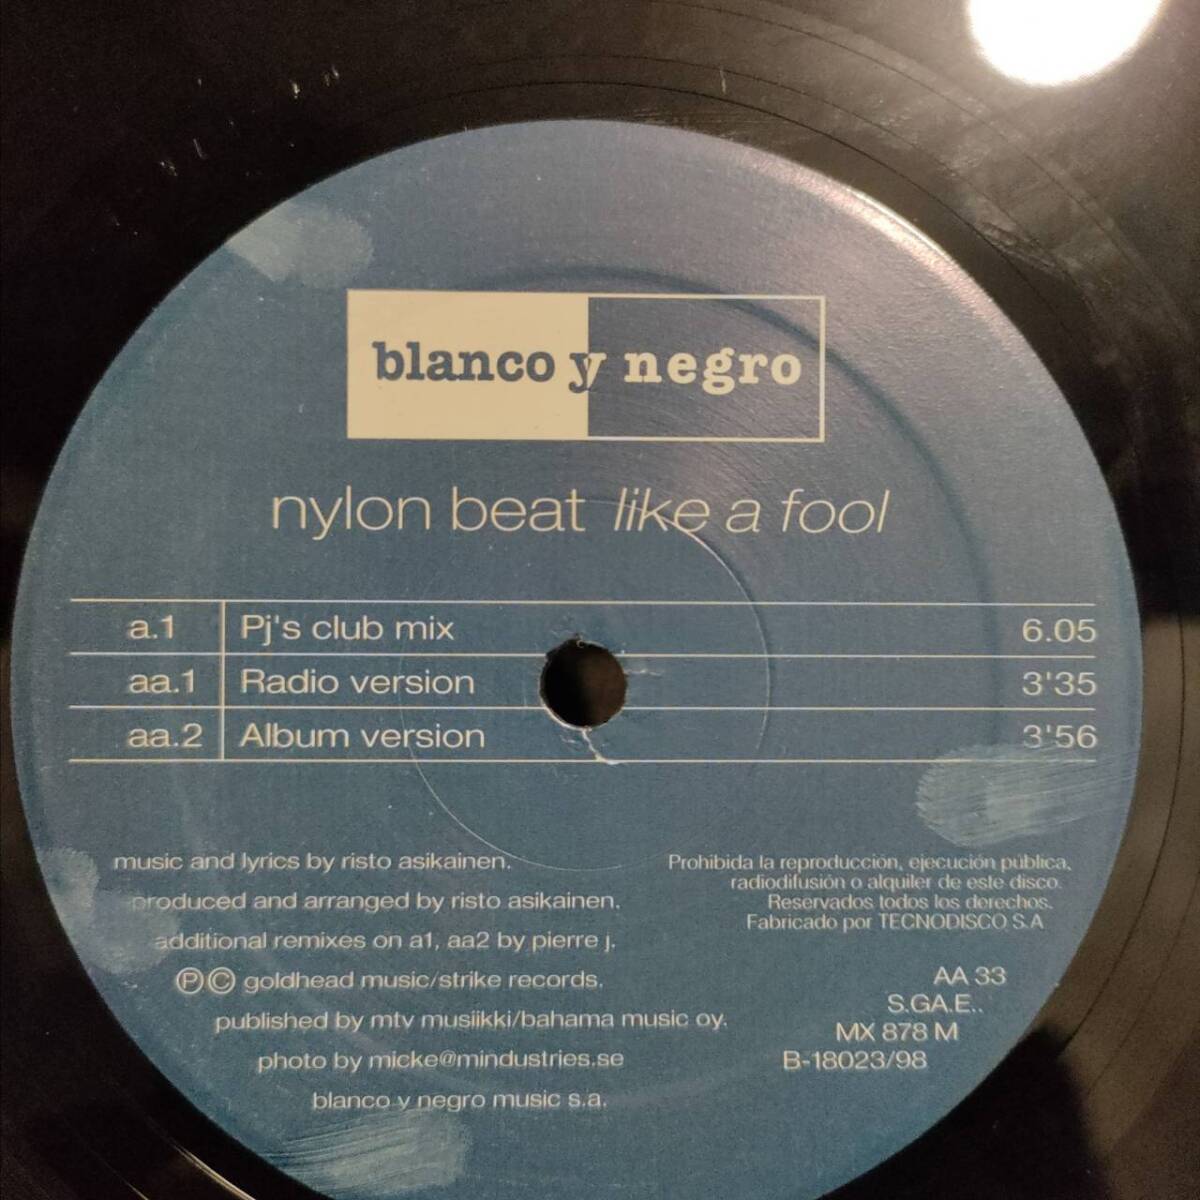 blanco y negro
nylon beat like a fool
a.1 Pj's club mix 6.05
aa.1 Radio version 3'35
aa.2 Album version 3'56
music and lyrics by risto asikainen.
produced and arranged by risto asikainen.
additional remixes on a1, aa2 by pierre j.
ⓅⒸ goldhead music/strike records.
published by mtv musiikki/bahama music oy.
photo by micke@mindustries.se
blanco y negro music s.a.
Prohibida la reproducción, ejecución pública,
radiodifusión o alquiler de este disco.
Reservados todos los derechos.
Fabricado por TECNODISCO S.A
AA 33
S.GA.E..
MX 878 M
B-18023/98